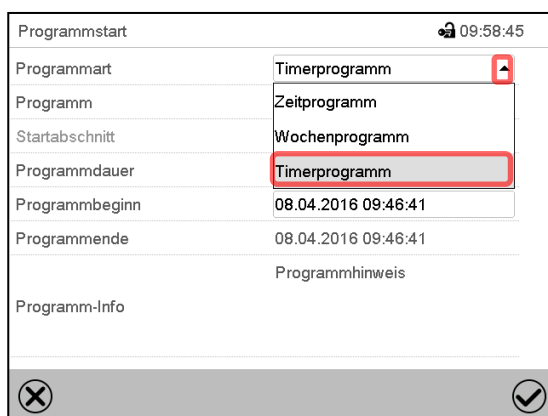 Programmstart 09:58:45
Programmart Timerprogramm
Programm Zeitprogramm
Startabschnitt Wochenprogramm
Programmdauer Timerprogramm
Programmbeginn 08.04.2016 09:46:41
Programmende 08.04.2016 09:46:41
Programmhinweis
Programm-Info